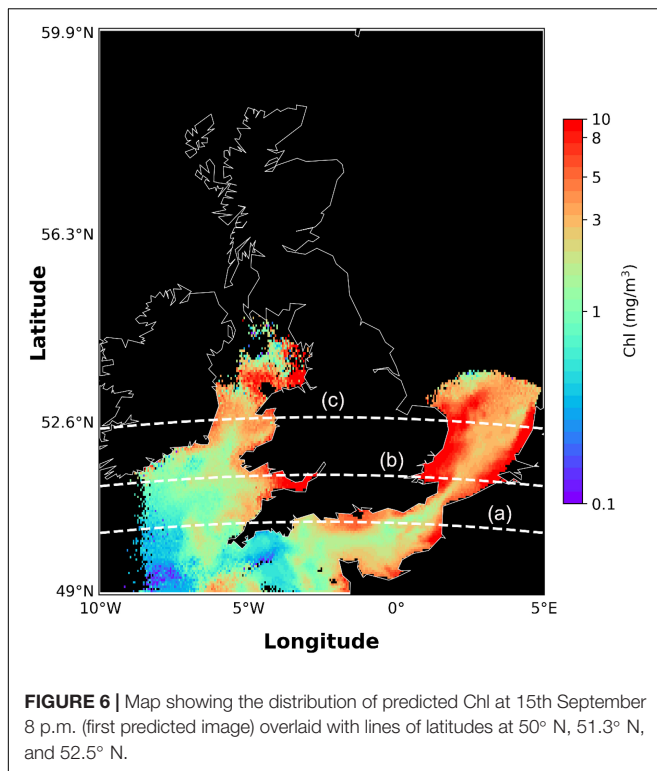 59.9°N
56.3°N
52.6°N
49°N
Latitude
10°W
5°W
0°
5°E
Longitude
(c)
(b)
(a)
10
8
5
3
1
0.1
Chl (mg/m³)
FIGURE 6 | Map showing the distribution of predicted Chl at 15th September
8 p.m. (first predicted image) overlaid with lines of latitudes at 50° N, 51.3° N,
and 52.5° N.